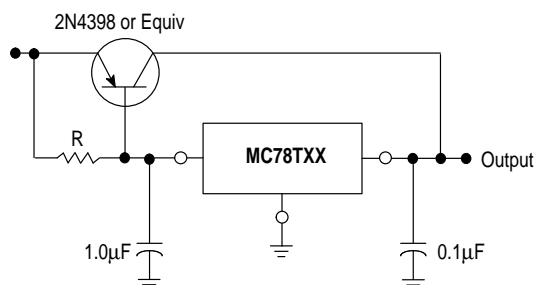 2N4398 or Equiv
R
MC78TXX
Output
1.0µF
0.1µF